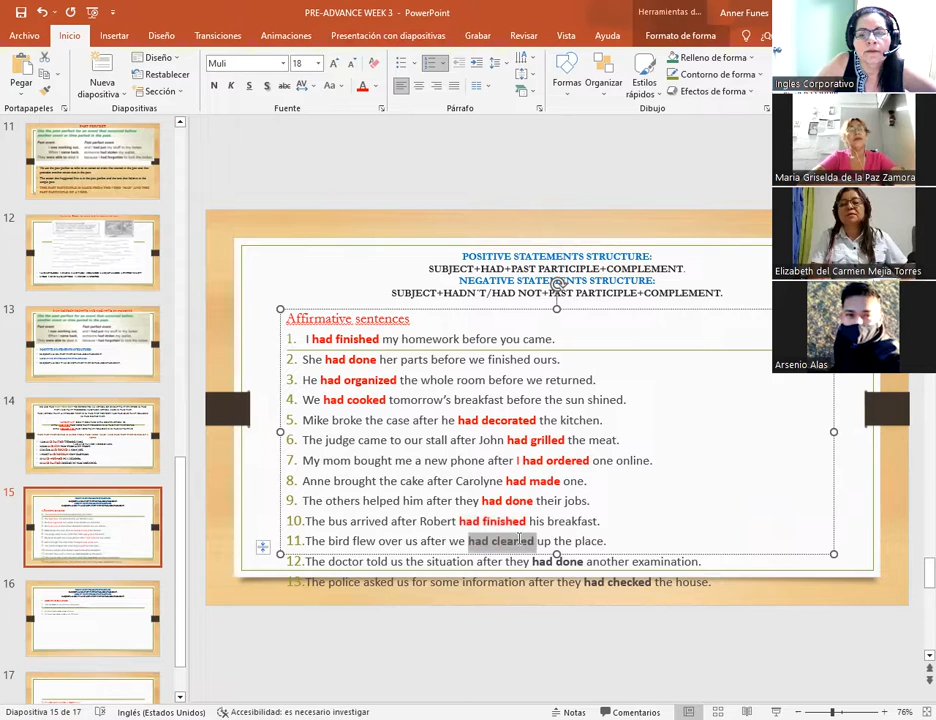 PRE-ADVANCE WEEK 3 - PowerPoint
Herramientas d...
Anner Funes
Archivo Inicio Insertar Diseño Transiciones Animaciones Presentación con diapositivas Grabar Revisar Vista Ayuda Formato de forma
Pegar
Nueva diapositiva
Diseño
Restablecer
Sección
Muli 18
N K S abc AV Aa A
Formas Organizar Estilos rápidos
Relleno de forma
Contorno de forma
Efectos de forma
Portapapeles Diapositivas Fuente Párrafo Dibujo
Inglés Corporativo
Maria Griselda de la Paz Zamora
Elizabeth del Carmen Mejía Torres
Arsenio Alas
11
12
13
14
15
16
17
POSITIVE STATEMENTS STRUCTURE:
SUBJECT+HAD+PAST PARTICIPLE+COMPLEMENT.
NEGATIVE STATEMENTS STRUCTURE:
SUBJECT+HADN'T/HAD NOT+PAST PARTICIPLE+COMPLEMENT.
Affirmative sentences
1. I had finished my homework before you came.
2. She had done her parts before we finished ours.
3. He had organized the whole room before we returned.
4. We had cooked tomorrow's breakfast before the sun shined.
5. Mike broke the case after he had decorated the kitchen.
6. The judge came to our stall after John had grilled the meat.
7. My mom bought me a new phone after I had ordered one online.
8. Anne brought the cake after Carolyne had made one.
9. The others helped him after they had done their jobs.
10. The bus arrived after Robert had finished his breakfast.
11. The bird flew over us after we had cleared up the place.
12. The doctor told us the situation after they had done another examination.
13. The police asked us for some information after they had checked the house.
Diapositiva 15 de 17
Inglés (Estados Unidos)
Accesibilidad: es necesario investigar
Notas
Comentarios
76%